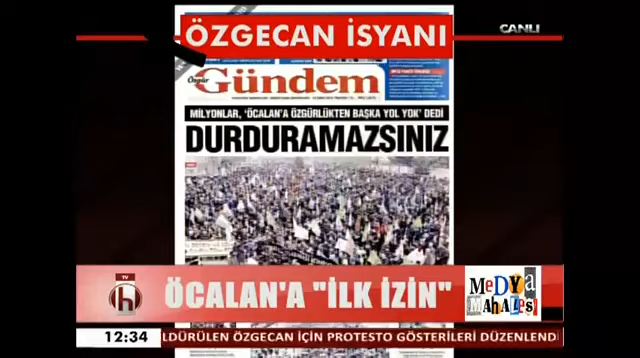 ÖZGECAN İSYANI
CANLI
Özgür
Gündem
MİLYONLAR, 'ÖCALAN'A ÖZGÜRLÜKTEN BAŞKA YOL YOK' DEDİ
DURDURAMAZSINIZ
TV
h
ÖCALAN'A "İLK İZİN"
MeDYa
MaHaLLeSi
12:34
LDÜRÜLEN ÖZGECAN İÇİN PROTESTO GÖSTERİLERİ DÜZENLENDİ